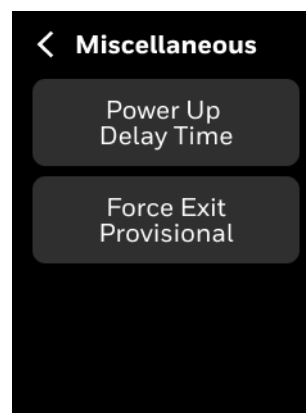 Miscellaneous
Power Up
Delay Time
Force Exit
Provisional